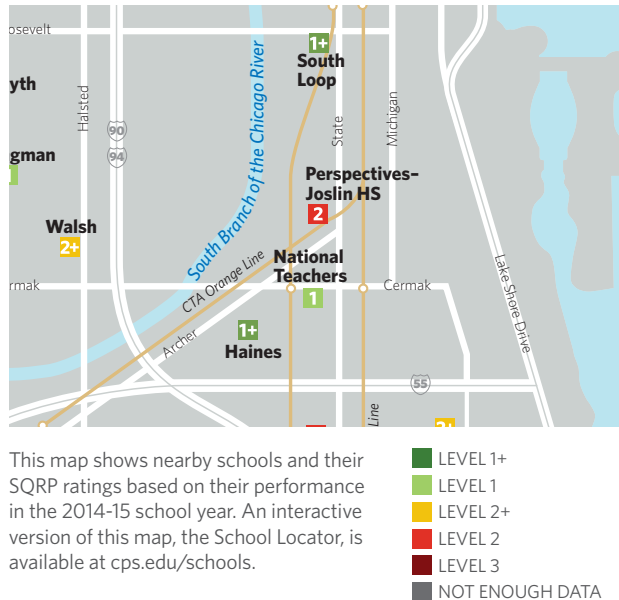 osevelt
1+
South
Loop
yth
Halsted
South Branch of the Chicago River
State
Michigan
90
94
gman
1
Perspectives–
Joslin HS
2
Walsh
2+
National
Teachers
CTA Orange Line
rmak
1
Cermak
Lake Shore Drive
Archer
1+
Haines
55
Line
2+
This map shows nearby schools and their
SQRP ratings based on their performance
in the 2014-15 school year. An interactive
version of this map, the School Locator, is
available at cps.edu/schools.
LEVEL 1+
LEVEL 1
LEVEL 2+
LEVEL 2
LEVEL 3
NOT ENOUGH DATA